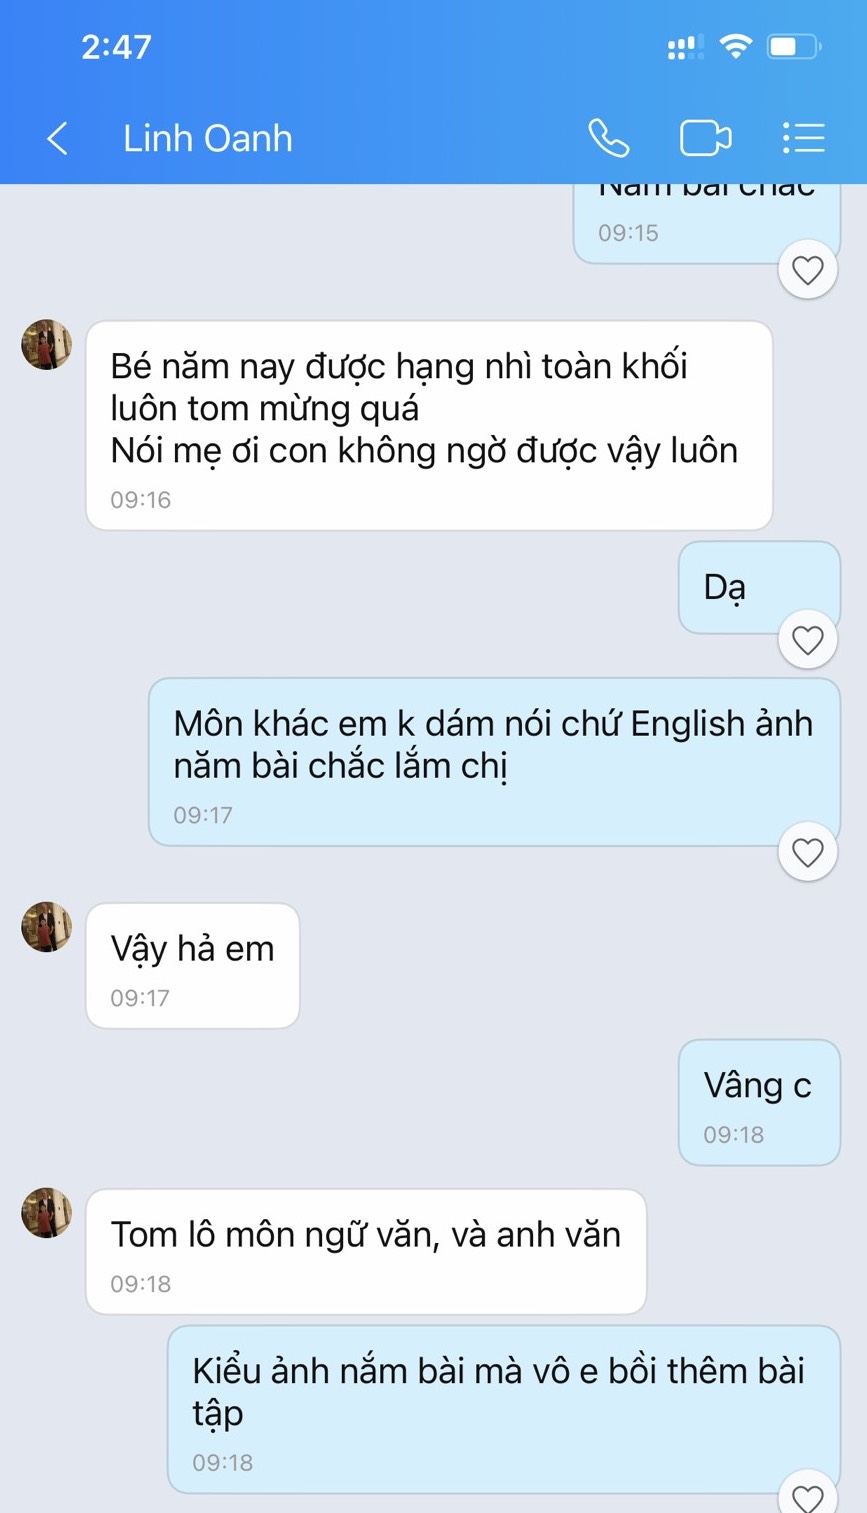 2:47
Linh Oanh
Nắm bài chắc
09:15
Bé năm nay được hạng nhì toàn khối
luôn tom mừng quá
Nói mẹ ơi con không ngờ được vậy luôn
09:16
Dạ
Môn khác em k dám nói chứ English ảnh
năm bài chắc lắm chị
09:17
Vậy hả em
09:17
Vâng c
09:18
Tom lô môn ngữ văn, và anh văn
09:18
Kiểu ảnh nắm bài mà vô e bồi thêm bài
tập
09:18